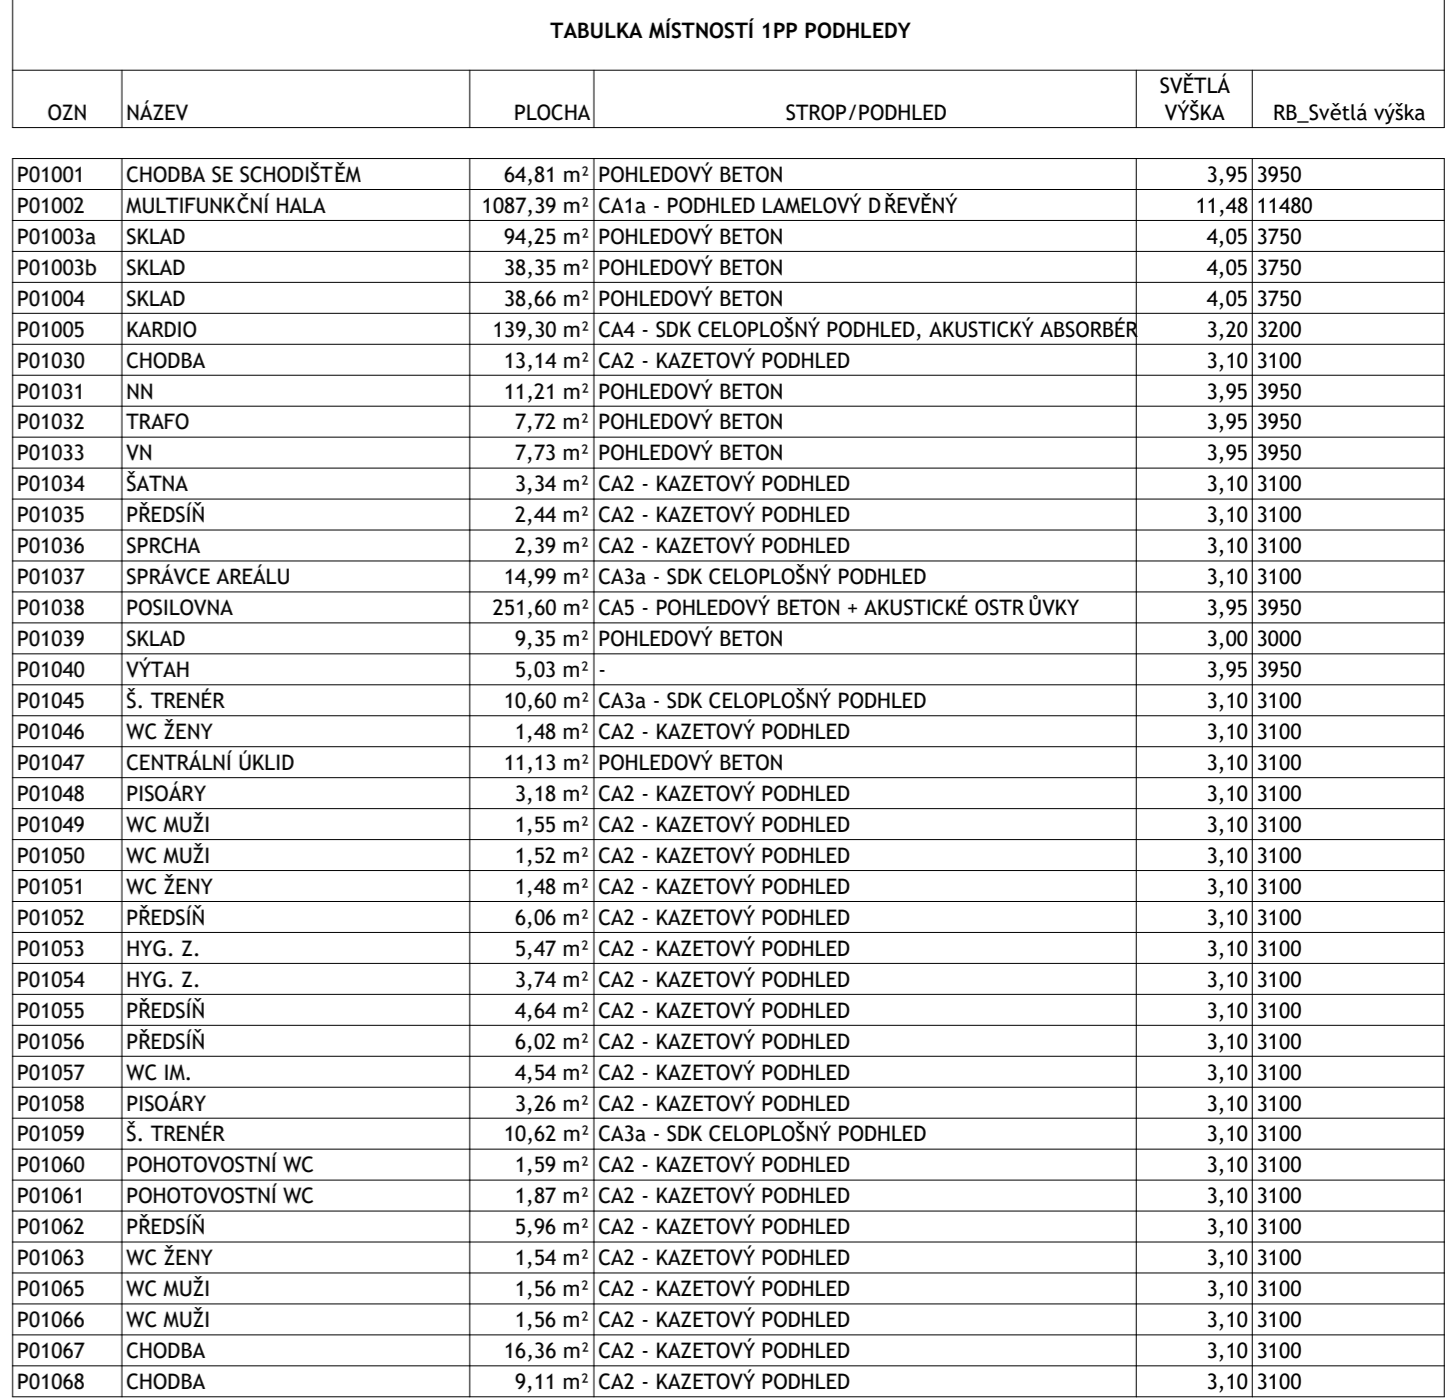 TABULKA MÍSTNOSTÍ 1PP PODHLEDY
OZN NÁZEV PLOCHA STROP/PODHLED SVĚTLÁ VÝŠKA RB_Světlá výška
P01001 CHODBA SE SCHODIŠTĚM 64,81 m² POHLEDOVÝ BETON 3,95 3950
P01002 MULTIFUNKČNÍ HALA 1087,39 m² CA1a - PODHLED LAMELOVÝ DŘEVĚNÝ 11,48 11480
P01003a SKLAD 94,25 m² POHLEDOVÝ BETON 4,05 3750
P01003b SKLAD 38,35 m² POHLEDOVÝ BETON 4,05 3750
P01004 SKLAD 38,66 m² POHLEDOVÝ BETON 4,05 3750
P01005 KARDIO 139,30 m² CA4 - SDK CELOPLOŠNÝ PODHLED, AKUSTICKÝ ABSORBÉR 3,20 3200
P01030 CHODBA 13,14 m² CA2 - KAZETOVÝ PODHLED 3,10 3100
P01031 NN 11,21 m² POHLEDOVÝ BETON 3,95 3950
P01032 TRAFO 7,72 m² POHLEDOVÝ BETON 3,95 3950
P01033 VN 7,73 m² POHLEDOVÝ BETON 3,95 3950
P01034 ŠATNA 3,34 m² CA2 - KAZETOVÝ PODHLED 3,10 3100
P01035 PŘEDSÍŇ 2,44 m² CA2 - KAZETOVÝ PODHLED 3,10 3100
P01036 SPRCHA 2,39 m² CA2 - KAZETOVÝ PODHLED 3,10 3100
P01037 SPRÁVCE AREÁLU 14,99 m² CA3a - SDK CELOPLOŠNÝ PODHLED 3,10 3100
P01038 POSILOVNA 251,60 m² CA5 - POHLEDOVÝ BETON + AKUSTICKÉ OSTRŮVKY 3,95 3950
P01039 SKLAD 9,35 m² POHLEDOVÝ BETON 3,00 3000
P01040 VÝTAH 5,03 m² - 3,95 3950
P01045 Š. TRENÉR 10,60 m² CA3a - SDK CELOPLOŠNÝ PODHLED 3,10 3100
P01046 WC ŽENY 1,48 m² CA2 - KAZETOVÝ PODHLED 3,10 3100
P01047 CENTRÁLNÍ ÚKLID 11,13 m² POHLEDOVÝ BETON 3,10 3100
P01048 PISOÁRY 3,18 m² CA2 - KAZETOVÝ PODHLED 3,10 3100
P01049 WC MUŽI 1,55 m² CA2 - KAZETOVÝ PODHLED 3,10 3100
P01050 WC MUŽI 1,52 m² CA2 - KAZETOVÝ PODHLED 3,10 3100
P01051 WC ŽENY 1,48 m² CA2 - KAZETOVÝ PODHLED 3,10 3100
P01052 PŘEDSÍŇ 6,06 m² CA2 - KAZETOVÝ PODHLED 3,10 3100
P01053 HYG. Z. 5,47 m² CA2 - KAZETOVÝ PODHLED 3,10 3100
P01054 HYG. Z. 3,74 m² CA2 - KAZETOVÝ PODHLED 3,10 3100
P01055 PŘEDSÍŇ 4,64 m² CA2 - KAZETOVÝ PODHLED 3,10 3100
P01056 PŘEDSÍŇ 6,02 m² CA2 - KAZETOVÝ PODHLED 3,10 3100
P01057 WC IM. 4,54 m² CA2 - KAZETOVÝ PODHLED 3,10 3100
P01058 PISOÁRY 3,26 m² CA2 - KAZETOVÝ PODHLED 3,10 3100
P01059 Š. TRENÉR 10,62 m² CA3a - SDK CELOPLOŠNÝ PODHLED 3,10 3100
P01060 POHOTOVOSTNÍ WC 1,59 m² CA2 - KAZETOVÝ PODHLED 3,10 3100
P01061 POHOTOVOSTNÍ WC 1,87 m² CA2 - KAZETOVÝ PODHLED 3,10 3100
P01062 PŘEDSÍŇ 5,96 m² CA2 - KAZETOVÝ PODHLED 3,10 3100
P01063 WC ŽENY 1,54 m² CA2 - KAZETOVÝ PODHLED 3,10 3100
P01065 WC MUŽI 1,56 m² CA2 - KAZETOVÝ PODHLED 3,10 3100
P01066 WC MUŽI 1,56 m² CA2 - KAZETOVÝ PODHLED 3,10 3100
P01067 CHODBA 16,36 m² CA2 - KAZETOVÝ PODHLED 3,10 3100
P01068 CHODBA 9,11 m² CA2 - KAZETOVÝ PODHLED 3,10 3100